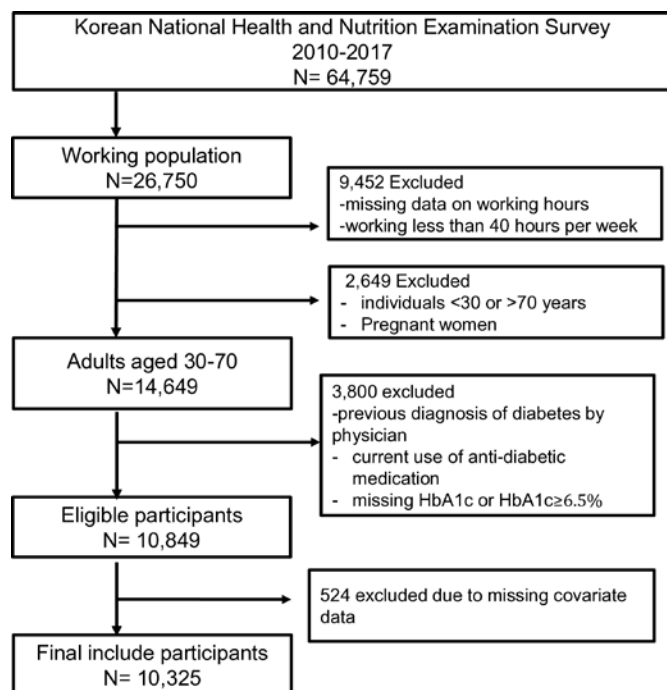 Korean National Health and Nutrition Examination Survey
2010-2017
N= 64,759
Working population
N=26,750
9,452 Excluded
-missing data on working hours
-working less than 40 hours per week
2,649 Excluded
- individuals <30 or >70 years
- Pregnant women
Adults aged 30-70
N=14,649
3,800 excluded
-previous diagnosis of diabetes by
physician
- current use of anti-diabetic
medication
- missing HbA1c or HbA1c≥6.5%
Eligible participants
N= 10,849
524 excluded due to missing covariate
data
Final include participants
N= 10,325